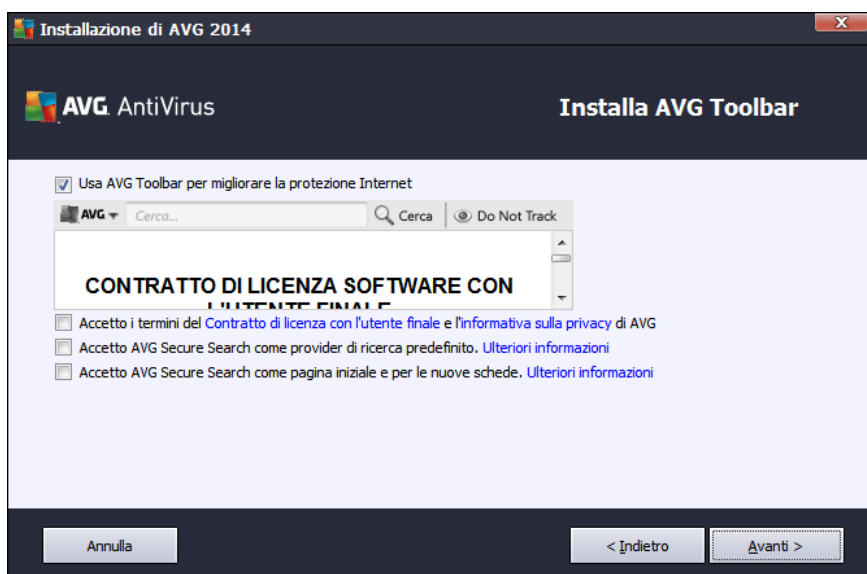 Installazione di AVG 2014
AVG. AntiVirus
Installa AVG Toolbar
Usa AVG Toolbar per migliorare la protezione Internet
AVG Cerca... Cerca Do Not Track
CONTRATTO DI LICENZA SOFTWARE CON
L'UTENTE FINALE
Accetto i termini del Contratto di licenza con l'utente finale e l'informativa sulla privacy di AVG
Accetto AVG Secure Search come provider di ricerca predefinito. Ulteriori informazioni
Accetto AVG Secure Search come pagina iniziale e per le nuove schede. Ulteriori informazioni
Annulla
< Indietro
Avanti >